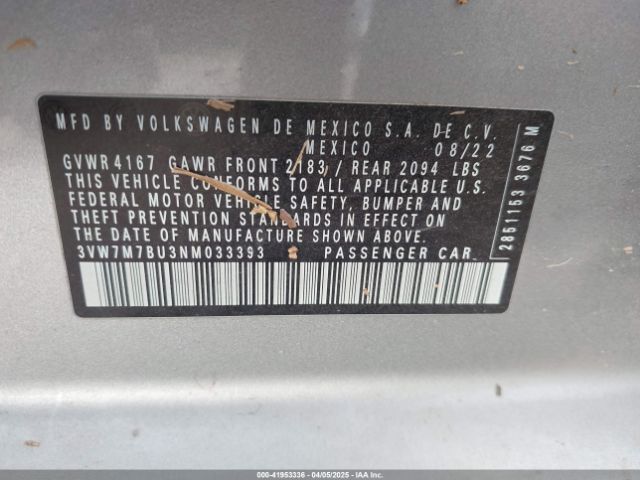 MFD BY VOLKSWAGEN DE MEXICO S.A. DE C.V.
MEXICO 08/22
GVWR 4167 GAWR FRONT 2183 / REAR 2094 LBS
THIS VEHICLE CONFORMS TO ALL APPLICABLE U.S.
FEDERAL MOTOR VEHICLE SAFETY, BUMPER AND
THEFT PREVENTION STANDARDS IN EFFECT ON
THE DATE OF MANUFACTURE SHOWN ABOVE.
3VW7M7BU3NM033393 PASSENGER CAR
2851153 3676 M
000-41953336 - 04/05/2025 - IAA Inc.